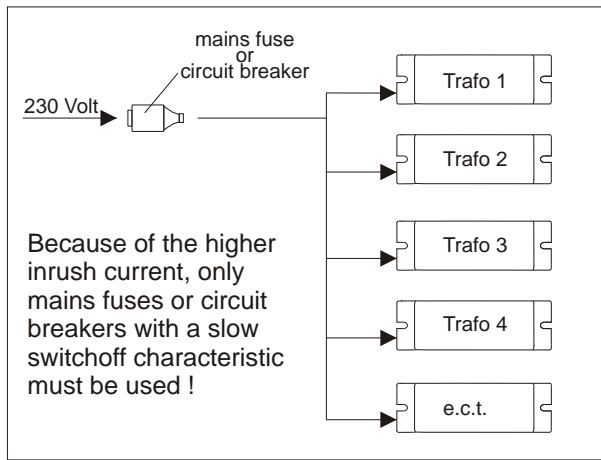 mains fuse
or
circuit breaker
230 Volt
Trafo 1
Trafo 2
Trafo 3
Trafo 4
e.c.t.
Because of the higher
inrush current, only
mains fuses or circuit
breakers with a slow
switchoff characteristic
must be used !